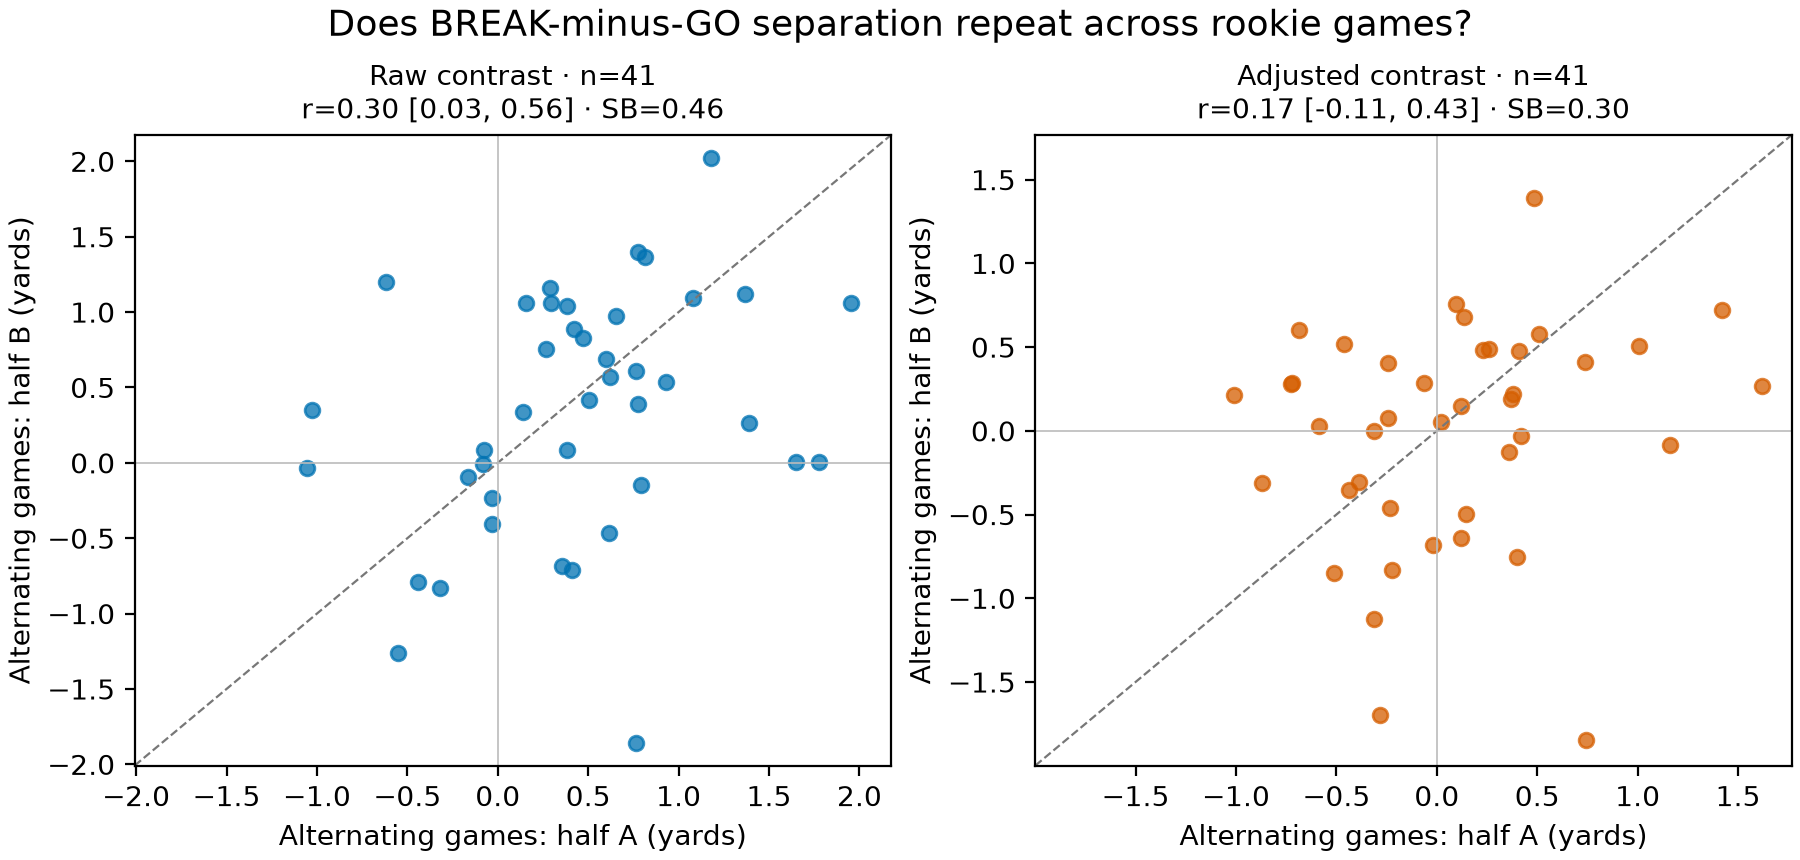 Does BREAK-minus-GO separation repeat across rookie games?
Raw contrast · n=41
r=0.30 [0.03, 0.56] · SB=0.46
Alternating games: half B (yards)
2.0
1.5
1.0
0.5
0.0
−0.5
−1.0
−1.5
−2.0
−2.0 −1.5 −1.0 −0.5 0.0 0.5 1.0 1.5 2.0
Alternating games: half A (yards)
Adjusted contrast · n=41
r=0.17 [-0.11, 0.43] · SB=0.30
Alternating games: half B (yards)
1.5
1.0
0.5
0.0
−0.5
−1.0
−1.5
−1.5 −1.0 −0.5 0.0 0.5 1.0 1.5
Alternating games: half A (yards)